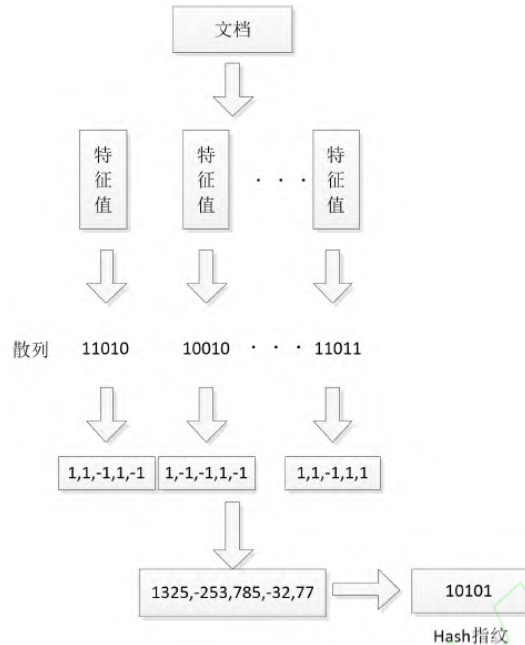 文档
特征值 特征值 · · · 特征值
散列 11010 10010 · · · 11011
1,1,-1,1,-1 1,-1,-1,1,-1 1,1,-1,1,1
1325,-253,785,-32,77 10101
Hash指纹